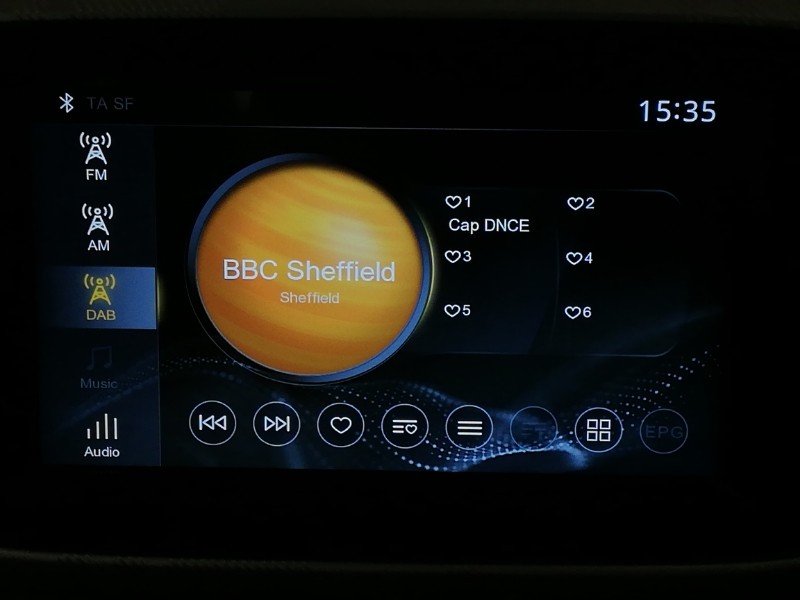 TA SF
15:35
FM
AM
DAB
Music
Audio
BBC Sheffield
Sheffield
1
Cap DNCE
2
3
4
5
6
EPG